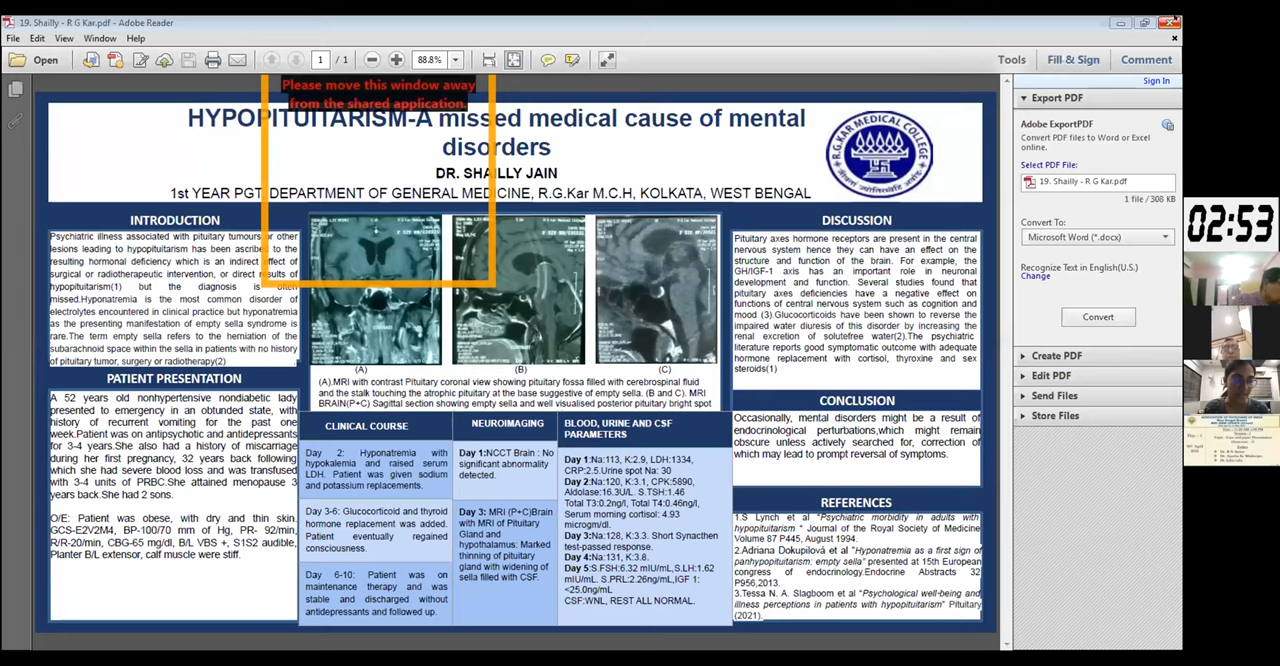 19. Shailly - R G Kar.pdf - Adobe Reader
File Edit View Window Help
Open
1 / 1
88.8%
Tools Fill & Sign Comment
Please move this window away
from the shared application.
HYPOPITUITARISM-A missed medical cause of mental
disorders
DR. SHAILLY JAIN
1st YEAR PGT, DEPARTMENT OF GENERAL MEDICINE, R.G.Kar M.C.H, KOLKATA, WEST BENGAL
R.G.KAR MEDICAL COLLEGE
INTRODUCTION
Psychiatric illness associated with pituitary tumours or other
lesions leading to hypopituitarism has been ascribed to the
resulting hormonal deficiency which is an indirect effect of
surgical or radiotherapeutic intervention, or direct results of
hypopituitarism(1) but the diagnosis is often
missed.Hyponatremia is the most common disorder of
electrolytes encountered in clinical practice but hyponatremia
as the presenting manifestation of empty sella syndrome is
rare.The term empty sella refers to the herniation of the
subarachnoid space within the sella in patients with no history
of pituitary tumor, surgery or radiotherapy(2)
PATIENT PRESENTATION
A 52 years old nonhypertensive nondiabetic lady
presented to emergency in an obtunded state, with
history of recurrent vomiting for the past one
week.Patient was on antipsychotic and antidepressants
for 3-4 years.She also had a history of miscarriage
during her first pregnancy, 32 years back following
which she had severe blood loss and was transfused
with 3-4 units of PRBC.She attained menopause 3
years back.She had 2 sons.
O/E: Patient was obese, with dry and thin skin.
GCS-E2V2M4, BP-100/70 mm of Hg, PR- 92/min,
R/R-20/min, CBG-65 mg/dl, B/L VBS +, S1S2 audible,
Planter B/L extensor, calf muscle were stiff.
(A) (B) (C)
(A).MRI with contrast Pituitary coronal view showing pituitary fossa filled with cerebrospinal fluid
and the stalk touching the atrophic pituitary at the base suggestive of empty sella. (B and C). MRI
BRAIN(P+C) Sagittal section showing empty sella and well visualised posterior pituitary bright spot
CLINICAL COURSE
Day 2: Hyponatremia with
hypokalemia and raised serum
LDH. Patient was given sodium
and potassium replacements.
Day 3-6: Glucocorticoid and thyroid
hormone replacement was added.
Patient eventually regained
consciousness.
Day 6-10: Patient was on
maintenance therapy and was
stable and discharged without
antidepressants and followed up.
NEUROIMAGING
Day 1:NCCT Brain : No
significant abnormality
detected.
Day 3: MRI (P+C)Brain
with MRI of Pituitary
Gland and
hypothalamus: Marked
thinning of pituitary
gland with widening of
sella filled with CSF.
BLOOD, URINE AND CSF
PARAMETERS
Day 1:Na:113, K:2.9, LDH:1334,
CRP:2.5.Urine spot Na: 30
Day 2:Na:120, K:3.1, CPK:5890,
Aldolase:16.3U/L. S.TSH:1.46
Total T3:0.2ng/l, Total T4:0.46ng/l,
Serum morning cortisol: 4.93
microgm/dl.
Day 3:Na:128, K:3.3. Short Synacthen
test-passed response.
Day 4:Na:131, K:3.8.
Day 5:S.FSH:6.32 mIU/mL,S.LH:1.62
mIU/mL. S.PRL:2.26ng/mL,IGF 1:
<25.0ng/mL
CSF:WNL, REST ALL NORMAL.
DISCUSSION
Pituitary axes hormone receptors are present in the central
nervous system hence they can have an effect on the
structure and function of the brain. For example, the
GH/IGF-1 axis has an important role in neuronal
development and function. Several studies found that
pituitary axes deficiencies have a negative effect on
functions of central nervous system such as cognition and
mood (3).Glucocorticoids have been shown to reverse the
impaired water diuresis of this disorder by increasing the
renal excretion of solutefree water(2).The psychiatric
literature reports good symptomatic outcome with adequate
hormone replacement with cortisol, thyroxine and sex
steroids(1)
CONCLUSION
Occasionally, mental disorders might be a result of
endocrinological perturbations,which might remain
obscure unless actively searched for, correction of
which may lead to prompt reversal of symptoms.
REFERENCES
1.S Lynch et al "Psychiatric morbidity in adults with
hypopituitarism " Journal of the Royal Society of Medicine
Volume 87 P445, August 1994.
2.Adriana Dokupilová et al "Hyponatremia as a first sign of
panhypopituitarism: empty sella" presented at 15th European
congress of endocrinology.Endocrine Abstracts 32
P956,2013.
3.Tessa N. A. Slagboom et al "Psychological well-being and
illness perceptions in patients with hypopituitarism" Pituitary
(2021).
Sign In
Export PDF
Adobe ExportPDF
Convert PDF files to Word or Excel
online.
Select PDF File:
19. Shailly - R G Kar.pdf
1 file / 308 KB
Convert To:
Microsoft Word (*.docx)
Recognize Text in English(U.S.)
Change
Convert
Create PDF
Edit PDF
Send Files
Store Files
02:53